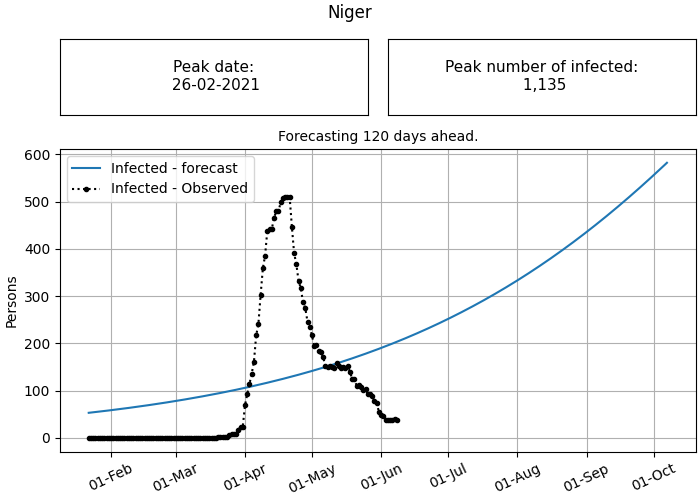 Niger
Peak date:
26-02-2021
Peak number of infected:
1,135
Forecasting 120 days ahead.
Infected - forecast
Infected - Observed
Persons
600
500
400
300
200
100
0
01-Feb
01-Mar
01-Apr
01-May
01-Jun
01-Jul
01-Aug
01-Sep
01-Oct